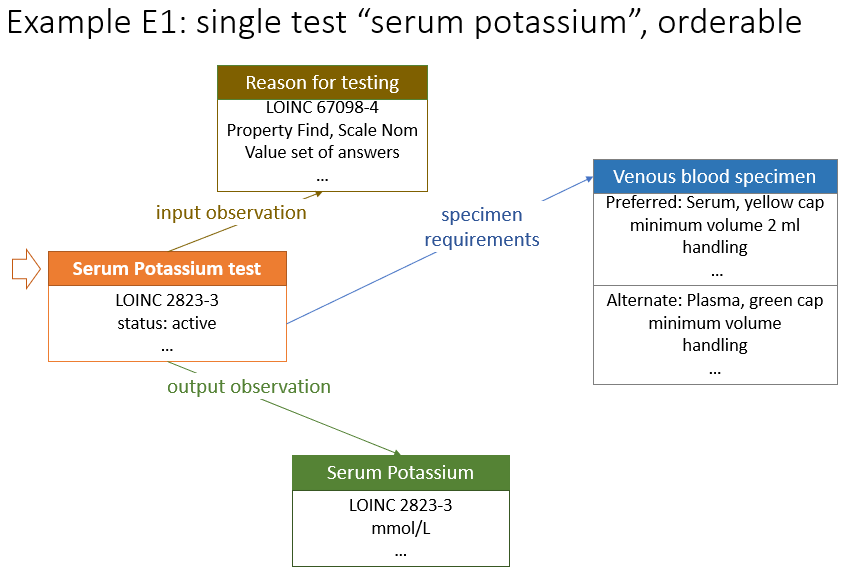 Example E1: single test “serum potassium”, orderable
Reason for testing
LOINC 67098-4
Property Find, Scale Nom
Value set of answers
...
input observation
specimen
requirements
Venous blood specimen
Preferred: Serum, yellow cap
minimum volume 2 ml
handling
...
Alternate: Plasma, green cap
minimum volume
handling
...
Serum Potassium test
LOINC 2823-3
status: active
...
output observation
Serum Potassium
LOINC 2823-3
mmol/L
...